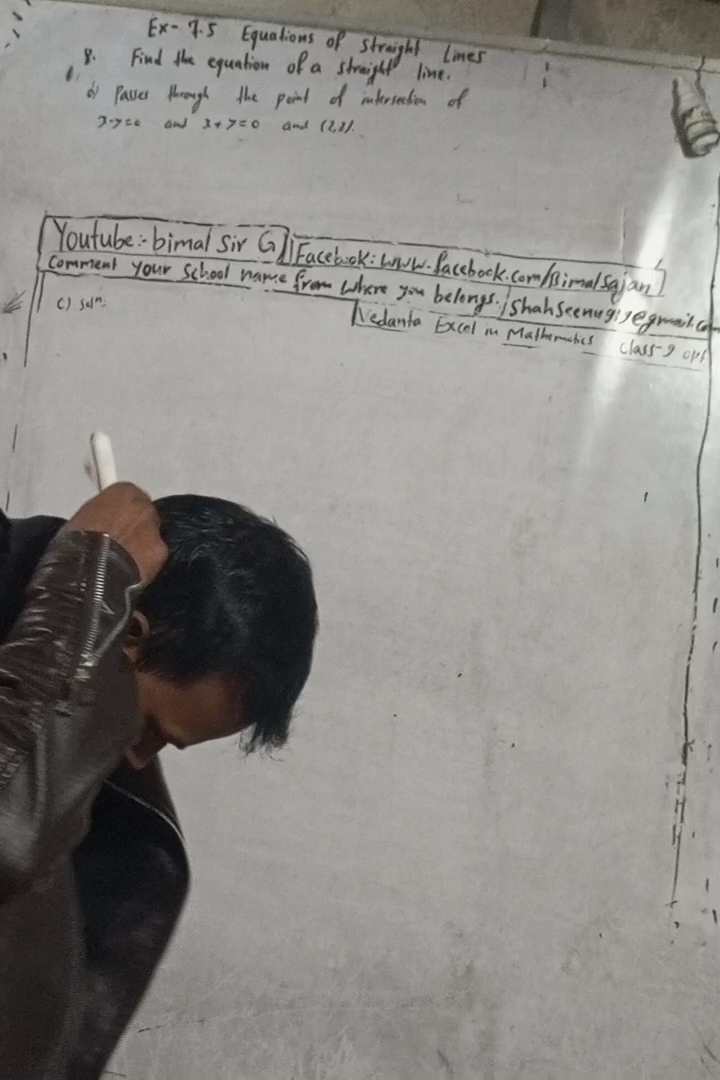 Ex- 7.5 Equations of Straight Lines
8. Find the equation of a straight line.
Passes through the point of intersection of
x-y=0 and x+y=0 and (2,3).
Youtube:- bimal Sir G
Facebook: www.facebook.com/BimalSajan
Comment your School name from where you belongs.
Vedanta Excel in Mathematics Class 9 opt
c) Solⁿ: